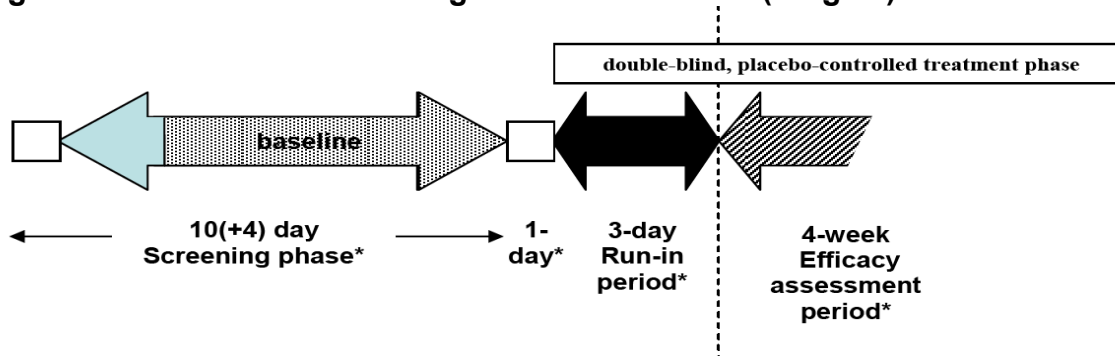 double-blind, placebo-controlled treatment phase
baseline
10(+4) day
Screening phase*
1-
day*
3-day
Run-in
period*
4-week
Efficacy
assessment
period*